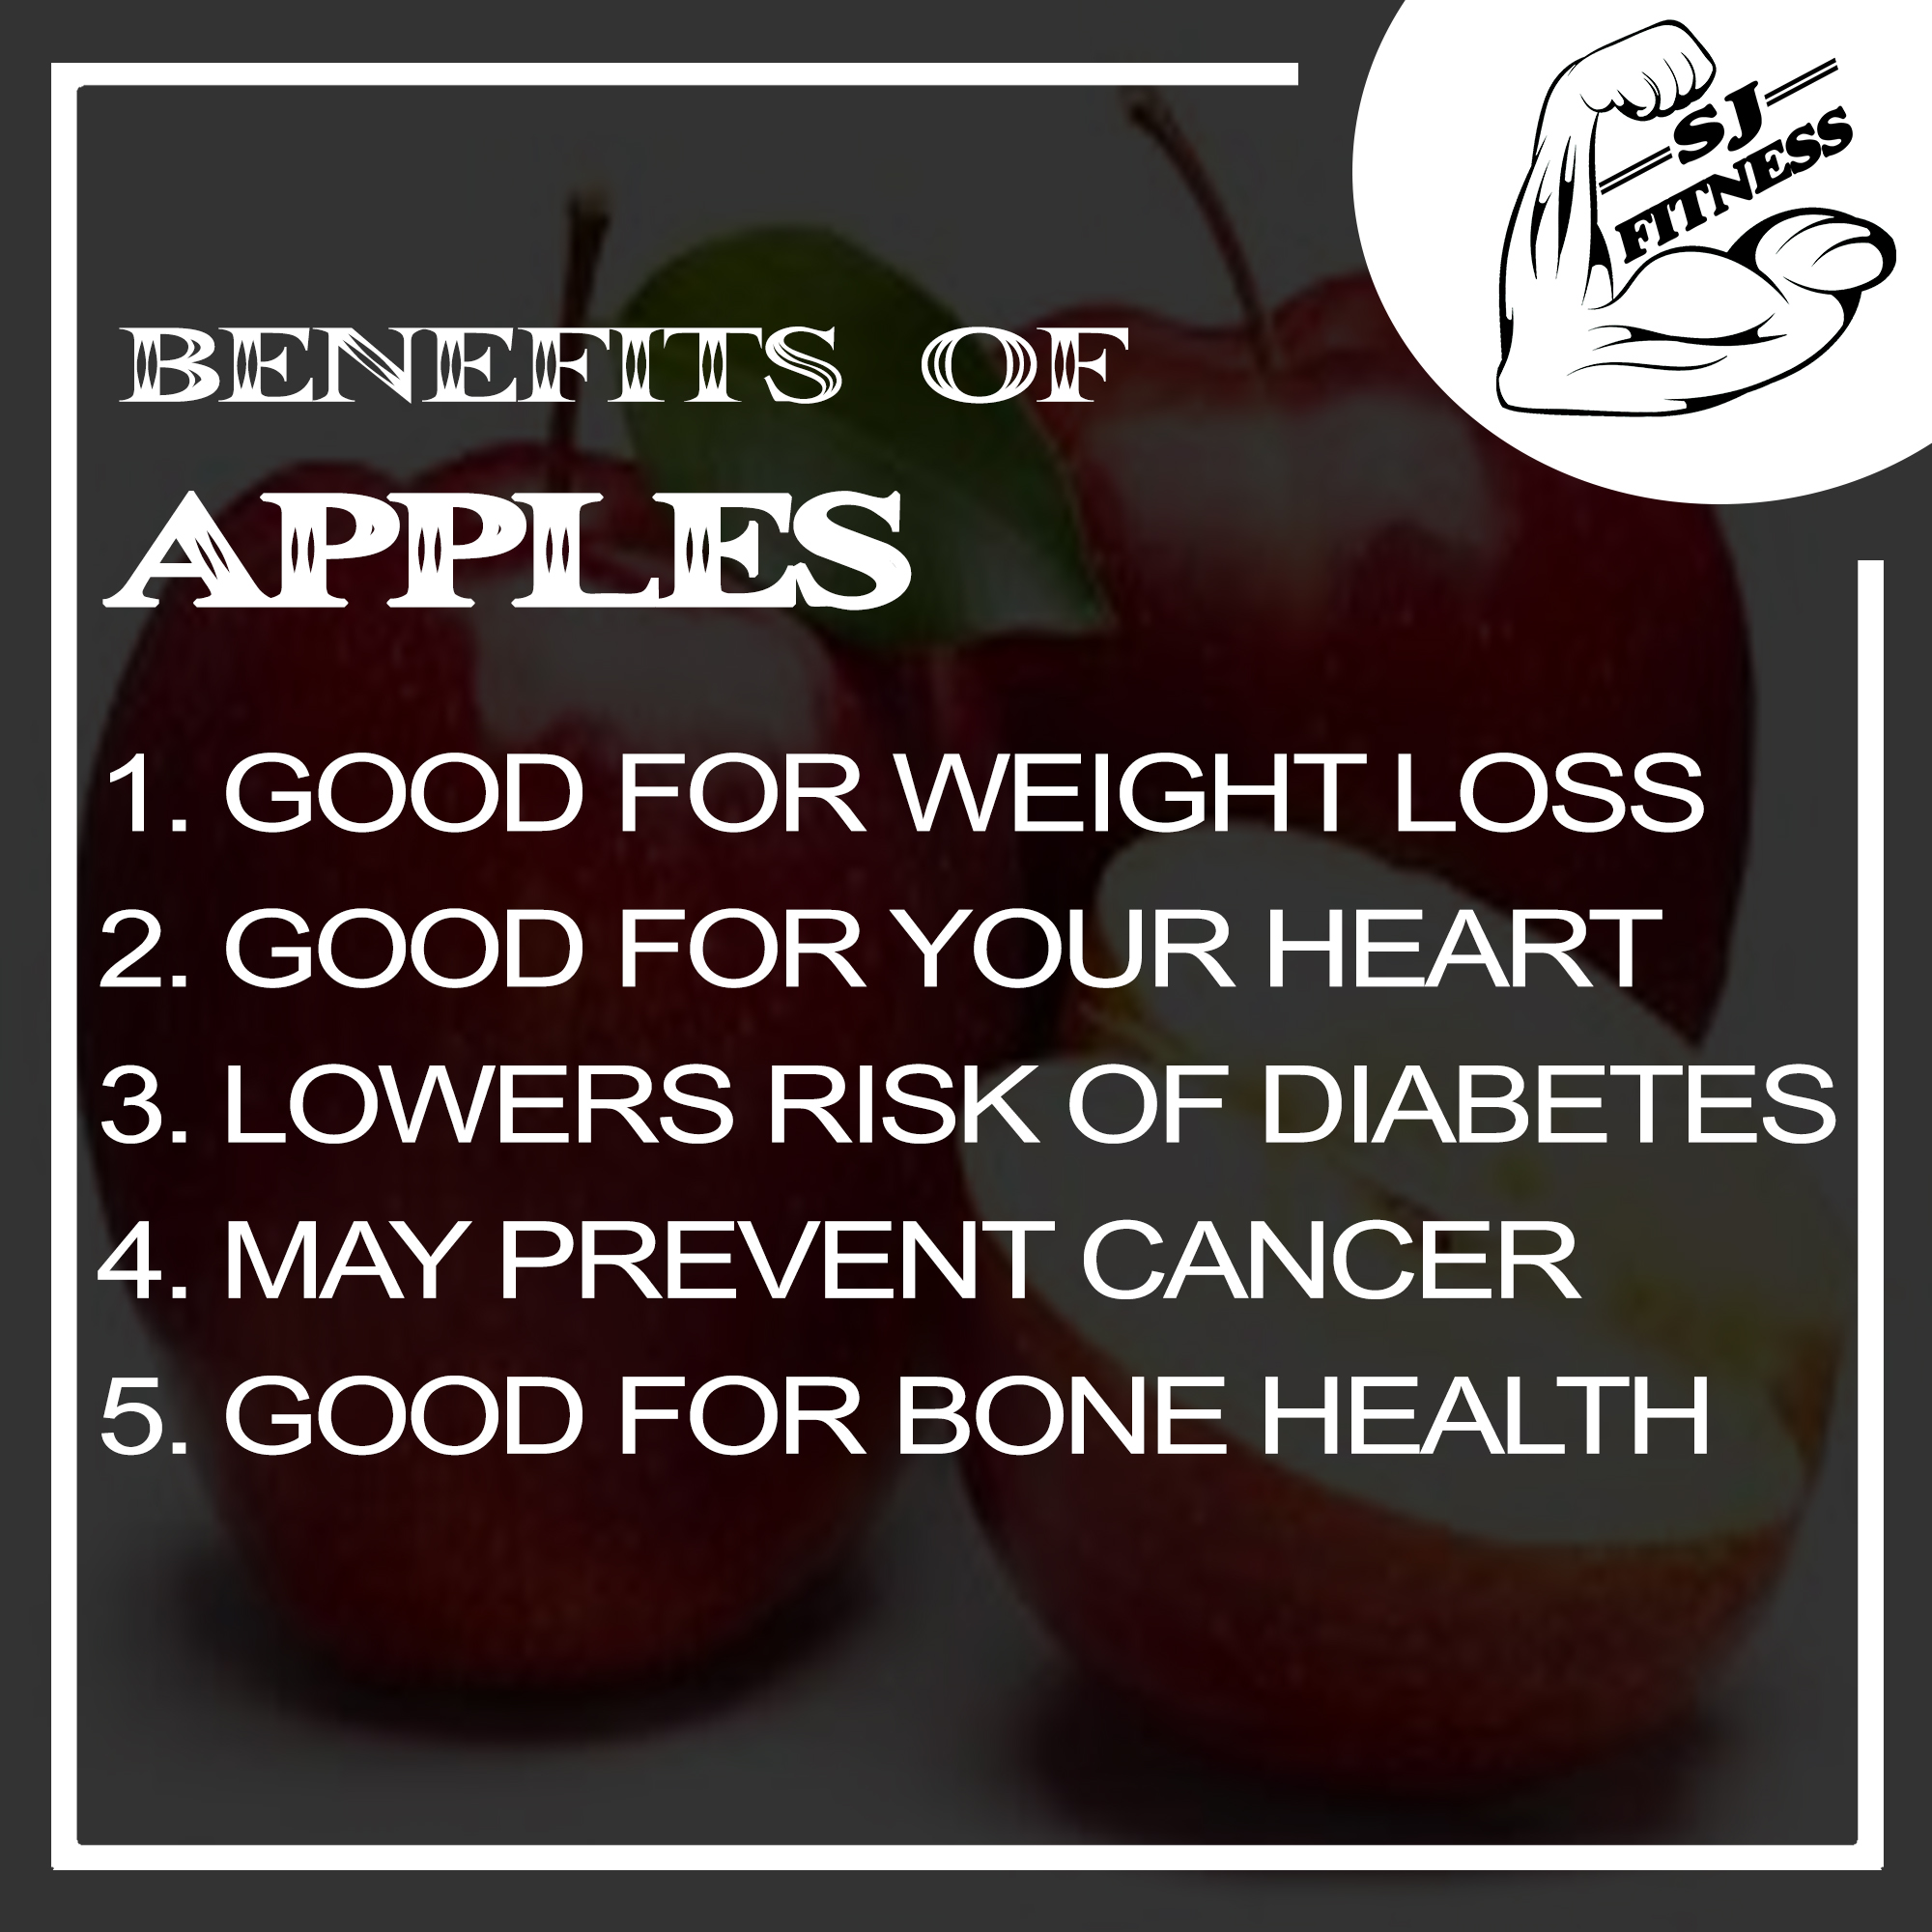 SJ
FITNESS
BENEFITS OF
APPLES
1. GOOD FOR WEIGHT LOSS
2. GOOD FOR YOUR HEART
3. LOWERS RISK OF DIABETES
4. MAY PREVENT CANCER
5. GOOD FOR BONE HEALTH